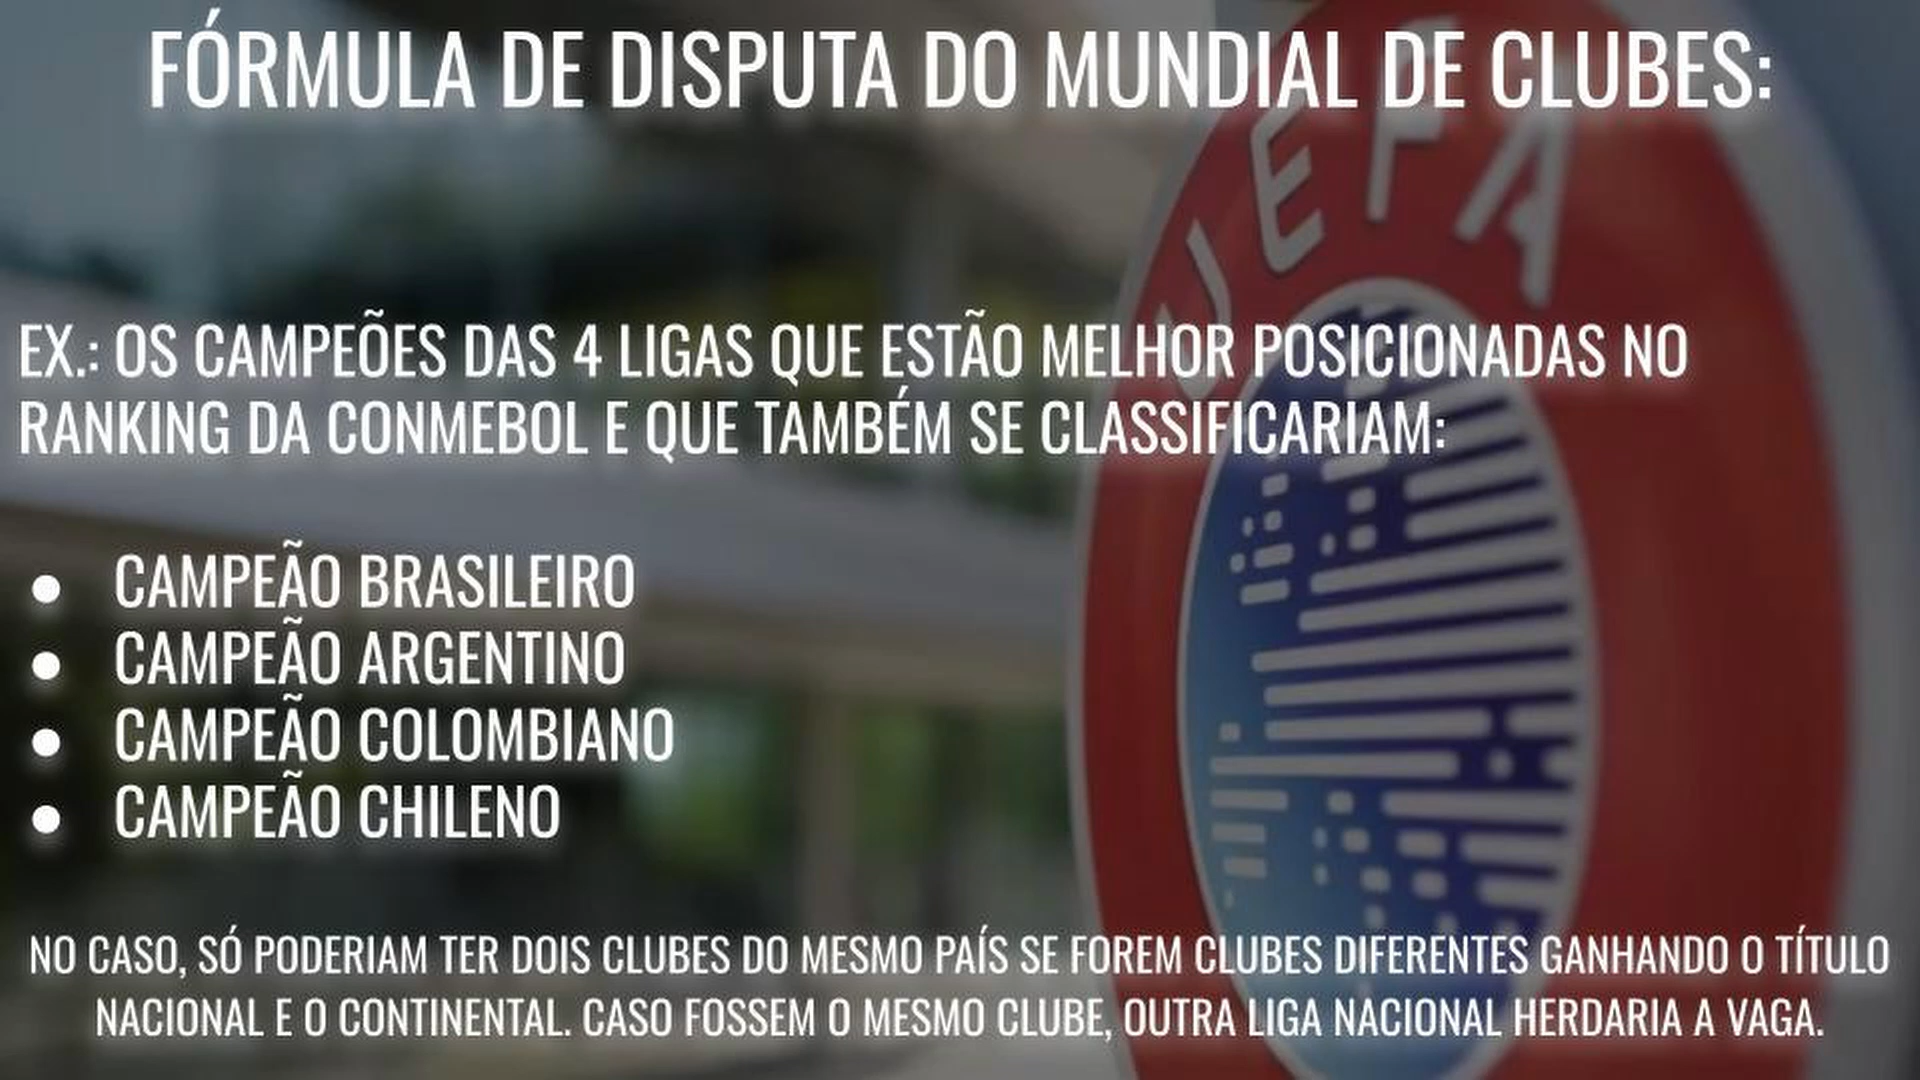 FÓRMULA DE DISPUTA DO MUNDIAL DE CLUBES:
UEFA
EX.: OS CAMPEÕES DAS 4 LIGAS QUE ESTÃO MELHOR POSICIONADAS NO
RANKING DA CONMEBOL E QUE TAMBÉM SE CLASSIFICARIAM:
● CAMPEÃO BRASILEIRO
● CAMPEÃO ARGENTINO
● CAMPEÃO COLOMBIANO
● CAMPEÃO CHILENO
NO CASO, SÓ PODERIAM TER DOIS CLUBES DO MESMO PAÍS SE FOREM CLUBES DIFERENTES GANHANDO O TÍTULO
NACIONAL E O CONTINENTAL. CASO FOSSEM O MESMO CLUBE, OUTRA LIGA NACIONAL HERDARIA A VAGA.